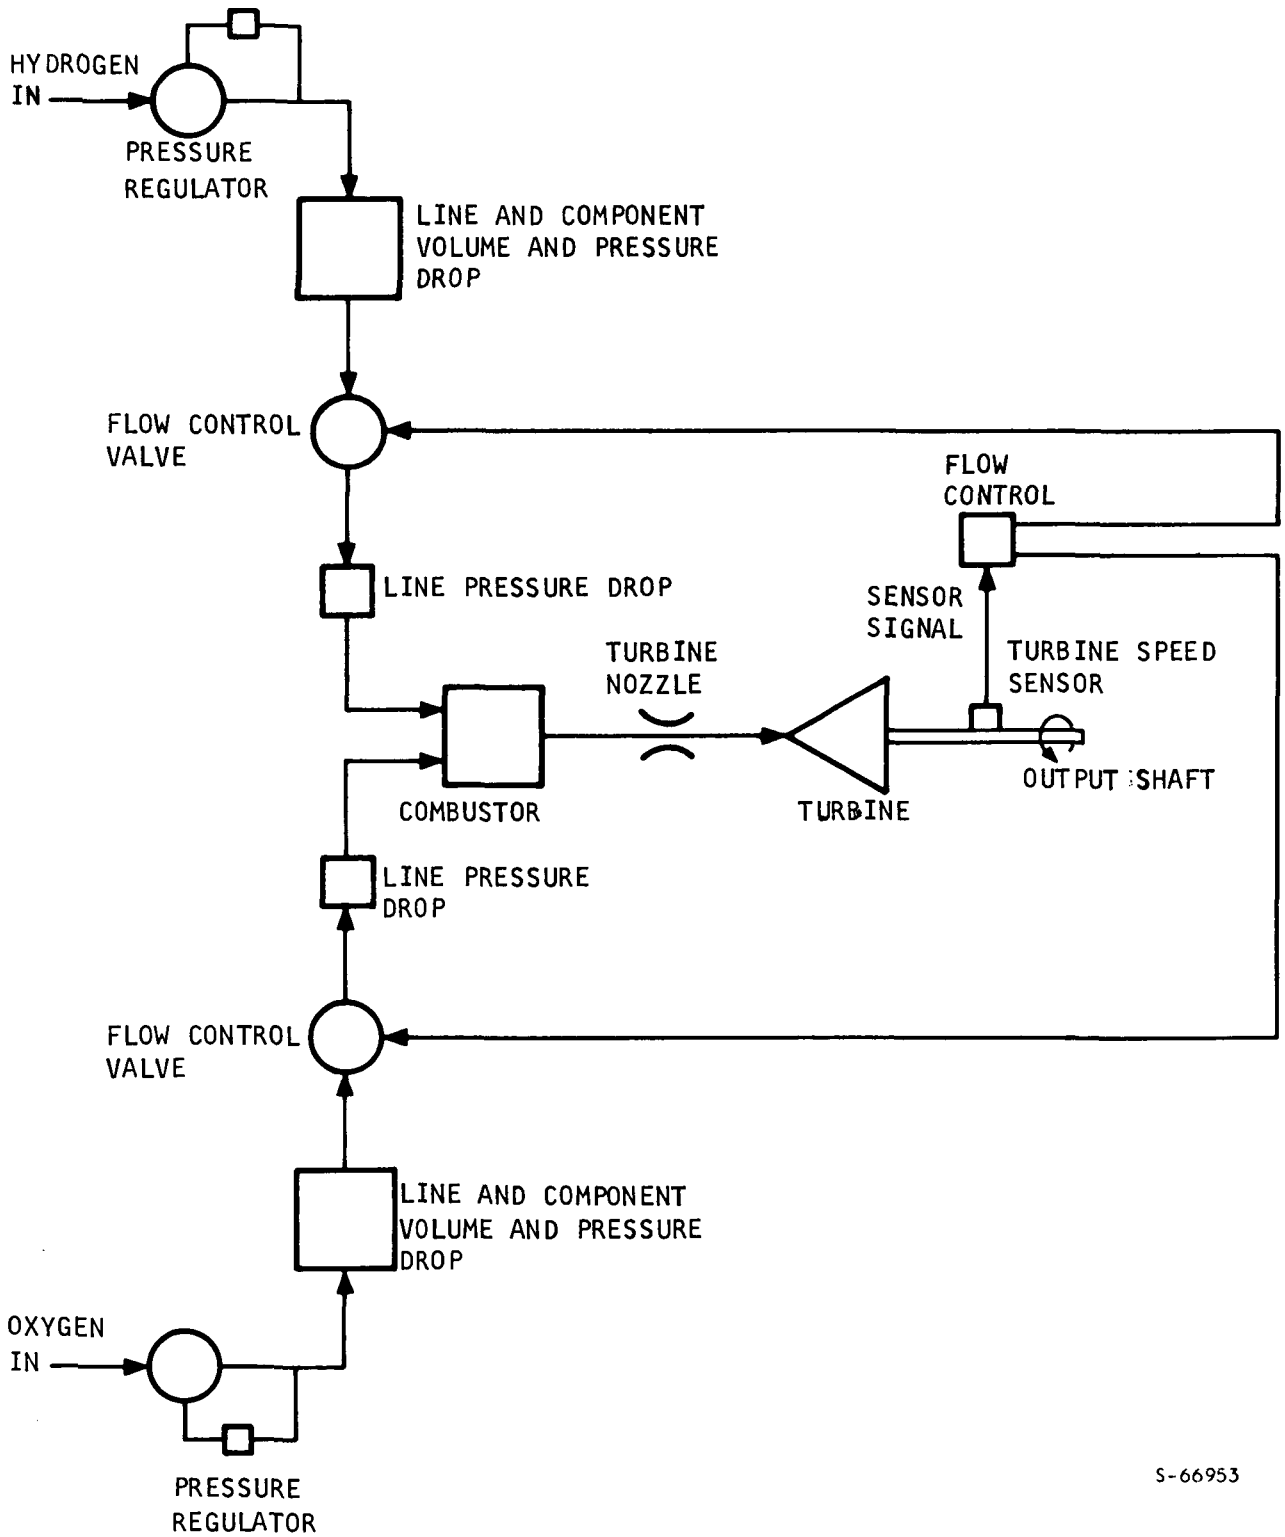 HYDROGEN
IN
PRESSURE
REGULATOR
LINE AND COMPONENT
VOLUME AND PRESSURE
DROP
FLOW CONTROL
VALVE
FLOW
CONTROL
LINE PRESSURE DROP
SENSOR
SIGNAL
TURBINE
NOZZLE
TURBINE SPEED
SENSOR
OUTPUT SHAFT
COMBUSTOR
TURBINE
LINE PRESSURE
DROP
FLOW CONTROL
VALVE
LINE AND COMPONENT
VOLUME AND PRESSURE
DROP
OXYGEN
IN
PRESSURE
REGULATOR
S-66953